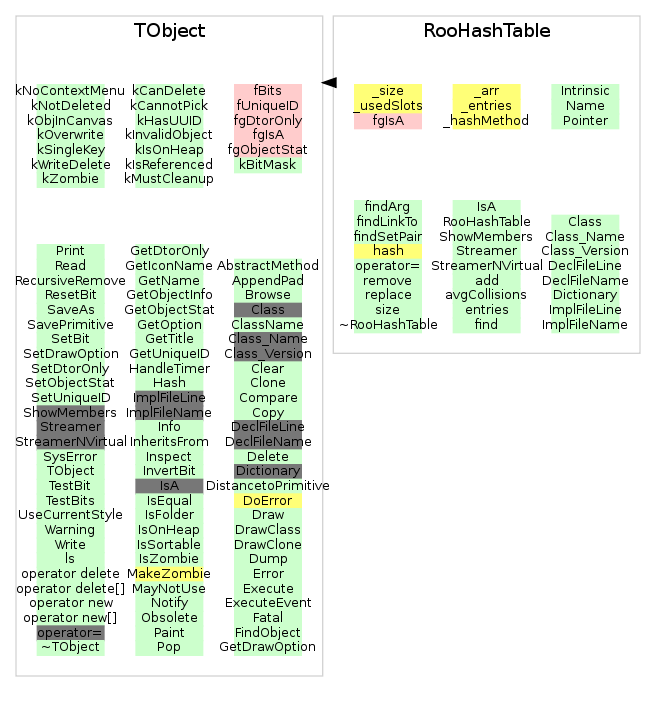 TObject
kNoContextMenu
kNotDeleted
kObjInCanvas
kOverwrite
kSingleKey
kWriteDelete
kZombie
kCanDelete
kCannotPick
kHasUUID
kInvalidObject
kIsOnHeap
kIsReferenced
kMustCleanup
fBits
fUniqueID
fgDtorOnly
fgIsA
fgObjectStat
kBitMask
Print
Read
RecursiveRemove
ResetBit
SaveAs
SavePrimitive
SetBit
SetDrawOption
SetDtorOnly
SetObjectStat
SetUniqueID
ShowMembers
Streamer
StreamerNVirtual
SysError
TObject
TestBit
TestBits
UseCurrentStyle
Warning
Write
ls
operator delete
operator delete[]
operator new
operator new[]
operator=
~TObject
GetDtorOnly
GetIconName
GetName
GetObjectInfo
GetObjectStat
GetOption
GetTitle
GetUniqueID
HandleTimer
Hash
ImplFileLine
ImplFileName
Info
InheritsFrom
Inspect
InvertBit
IsA
IsEqual
IsFolder
IsOnHeap
IsSortable
IsZombie
MakeZombie
MayNotUse
Notify
Obsolete
Paint
Pop
AbstractMethod
AppendPad
Browse
Class
ClassName
Class_Name
Class_Version
Clear
Clone
Compare
Copy
DeclFileLine
DeclFileName
Delete
Dictionary
DistancetoPrimitive
DoError
Draw
DrawClass
DrawClone
Dump
Error
Execute
ExecuteEvent
Fatal
FindObject
GetDrawOption
RooHashTable
_size
_usedSlots
fgIsA
_arr
_entries
_hashMethod
Intrinsic
Name
Pointer
findArg
findLinkTo
findSetPair
hash
operator=
remove
replace
size
~RooHashTable
IsA
RooHashTable
ShowMembers
Streamer
StreamerNVirtual
add
avgCollisions
entries
find
Class
Class_Name
Class_Version
DeclFileLine
DeclFileName
Dictionary
ImplFileLine
ImplFileName